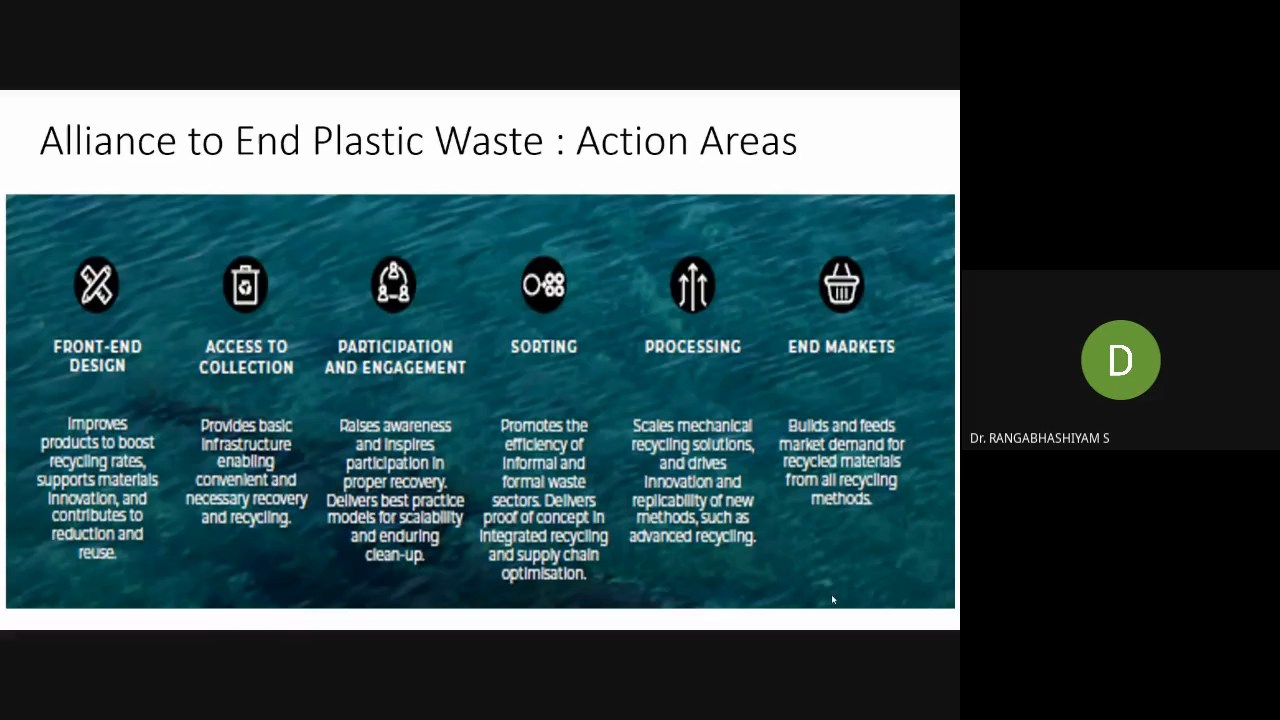 Alliance to End Plastic Waste : Action Areas
FRONT-END
DESIGN
Improves
products to boost
recycling rates,
supports materials
innovation, and
contributes to
reduction and
reuse.
ACCESS TO
COLLECTION
Provides basic
infrastructure
enabling
convenient and
necessary recovery
and recycling.
PARTICIPATION
AND ENGAGEMENT
Raises awareness
and inspires
participation in
proper recovery.
Delivers best practice
models for scalability
and enduring
clean-up.
SORTING
Promotes the
efficiency of
informal and
formal waste
sectors. Delivers
proof of concept in
integrated recycling
and supply chain
optimisation.
PROCESSING
Scales mechanical
recycling solutions,
and drives
innovation and
replicability of new
methods, such as
advanced recycling.
END MARKETS
Builds and feeds
market demand for
recycled materials
from all recycling
methods.
D
Dr. RANGABHASHIYAM S